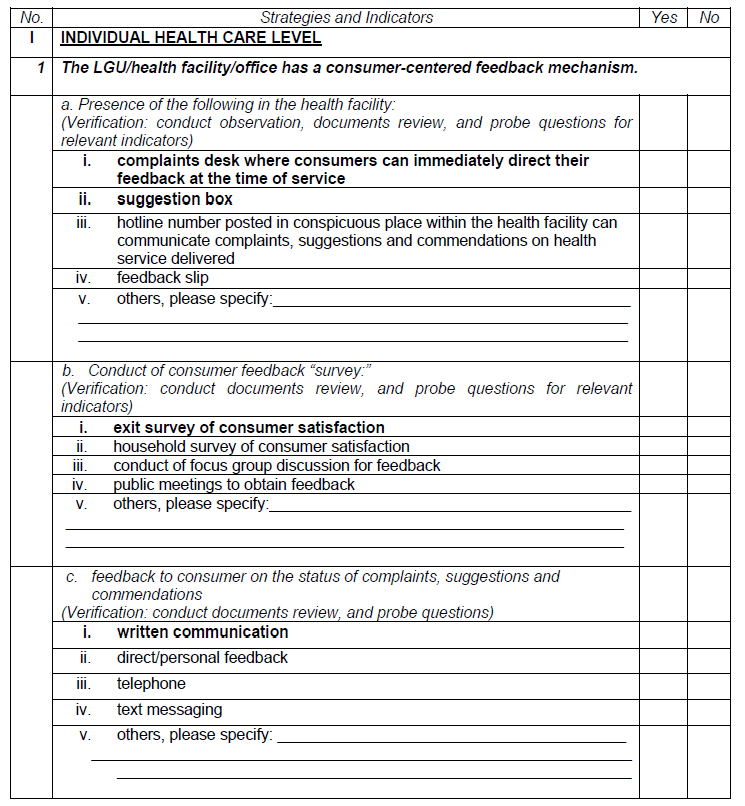 No. Strategies and Indicators Yes No
I INDIVIDUAL HEALTH CARE LEVEL
1 The LGU/health facility/office has a consumer-centered feedback mechanism.
a. Presence of the following in the health facility:
(Verification: conduct observation, documents review, and probe questions for
relevant indicators)
i. complaints desk where consumers can immediately direct their
feedback at the time of service
ii. suggestion box
iii. hotline number posted in conspicuous place within the health facility can
communicate complaints, suggestions and commendations on health
service delivered
iv. feedback slip
v. others, please specify:
b. Conduct of consumer feedback “survey:”
(Verification: conduct documents review, and probe questions for relevant
indicators)
i. exit survey of consumer satisfaction
ii. household survey of consumer satisfaction
iii. conduct of focus group discussion for feedback
iv. public meetings to obtain feedback
v. others, please specify:
c. feedback to consumer on the status of complaints, suggestions and
commendations
(Verification: conduct documents review, and probe questions)
i. written communication
ii. direct/personal feedback
iii. telephone
iv. text messaging
v. others, please specify: